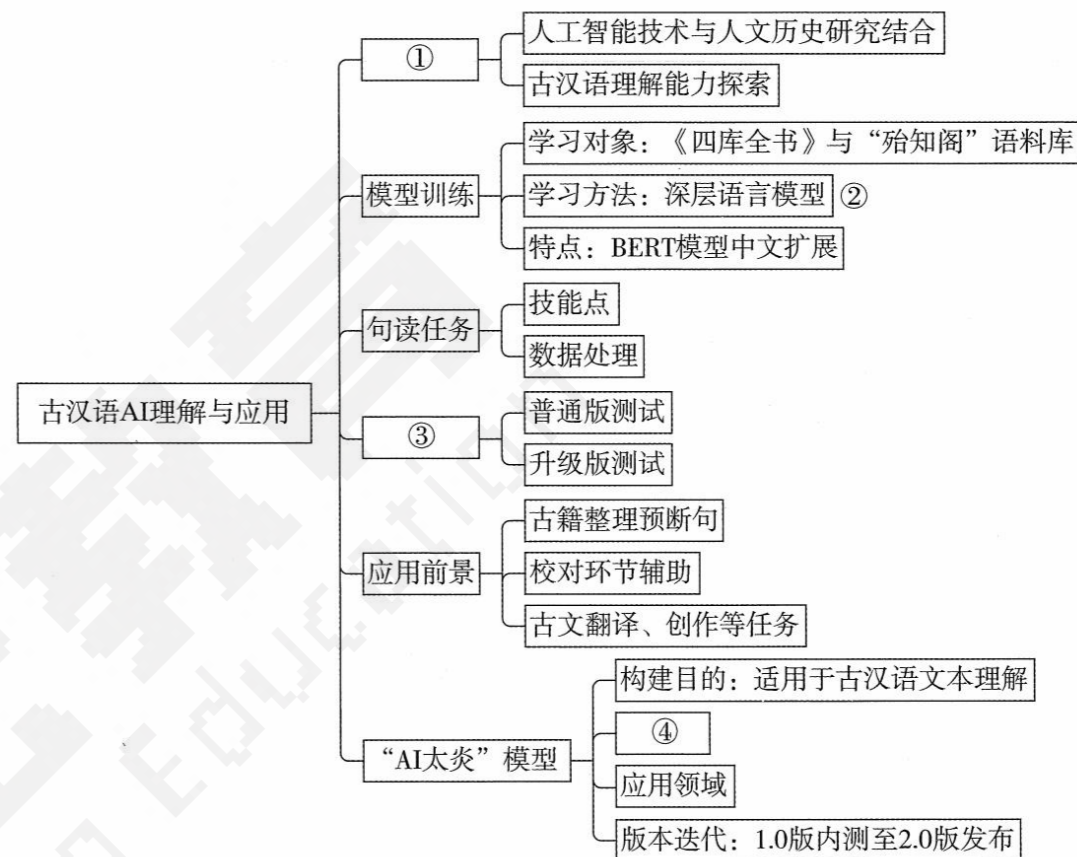 ①
人工智能技术与人文历史研究结合
古汉语理解能力探索
模型训练
学习对象：《四库全书》与“殆知阁”语料库
学习方法：深层语言模型 ②
特点：BERT模型中文扩展
句读任务
技能点
数据处理
古汉语AI理解与应用
③
普通版测试
升级版测试
应用前景
古籍整理预断句
校对环节辅助
古文翻译、创作等任务
“AI太炎”模型
构建目的：适用于古汉语文本理解
④
应用领域
版本迭代：1.0版内测至2.0版发布
教育
Education